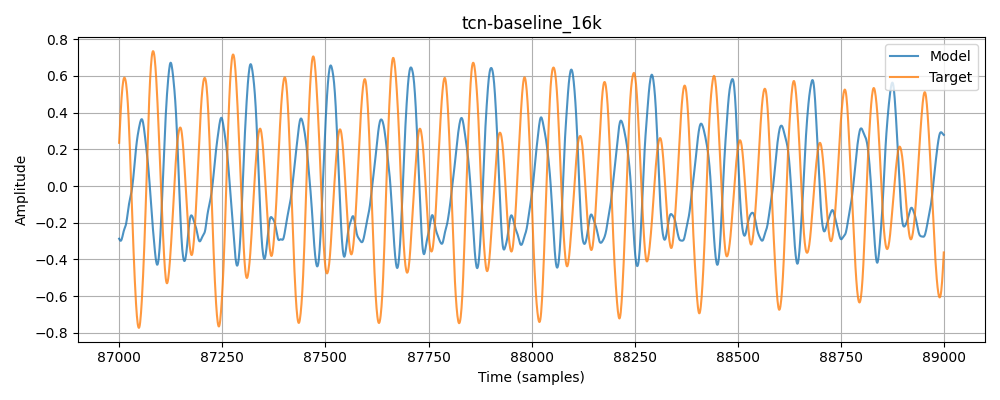 tcn-baseline_16k
Model
Target
Amplitude
0.8
0.6
0.4
0.2
0.0
−0.2
−0.4
−0.6
−0.8
87000 87250 87500 87750 88000 88250 88500 88750 89000
Time (samples)